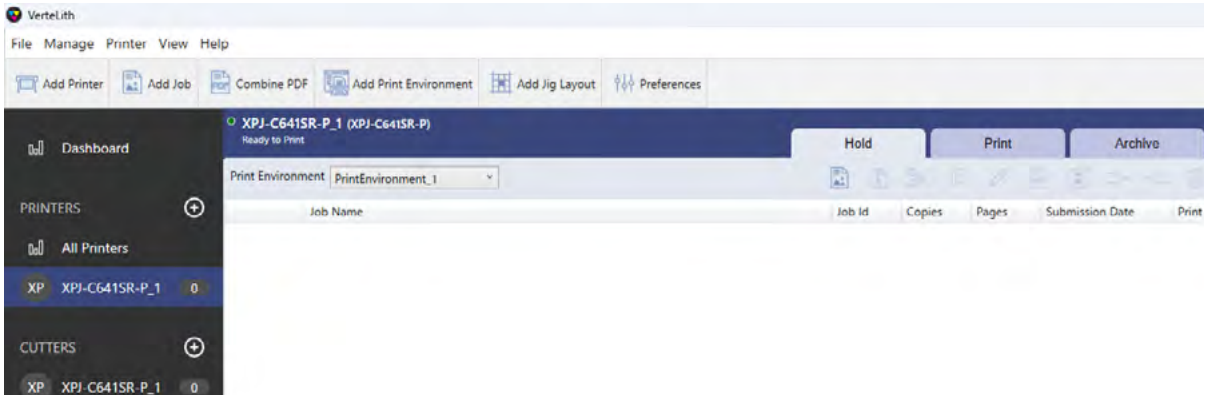 VerteLith
File Manage Printer View Help
Add Printer Add Job Combine PDF Add Print Environment Add Jig Layout Preferences
XPJ-C641SR-P_1 (XPJ-C641SR-P)
Ready to Print
Dashboard
Hold Print Archive
Print Environment PrintEnvironment_1
PRINTERS
Job Name Job Id Copies Pages Submission Date Print
All Printers
XP XPJ-C641SR-P_1 0
CUTTERS
XP XPJ-C641SR-P_1 0